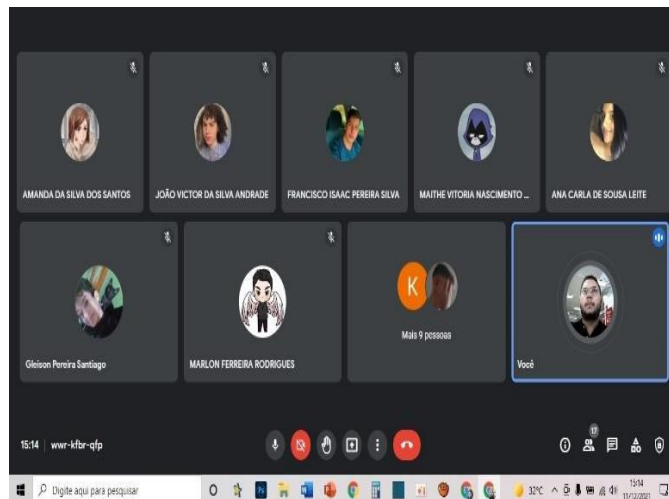 AMANDA DA SILVA DOS SANTOS
JOÃO VICTOR DA SILVA ANDRADE
FRANCISCO ISAAC PEREIRA SILVA
MAITHE VITORIA NASCIMENTO ...
ANA CARLA DE SOUSA LEITE
Gleison Pereira Santiago
MARLON FERREIRA RODRIGUES
K
Mais 9 pessoas
Você
15:14 | wwr-kfbr-qfp
17
Digite aqui para pesquisar
32°C
15:14